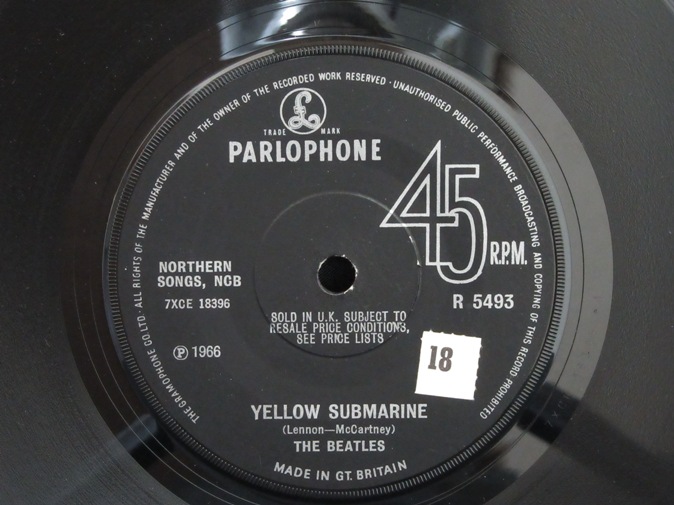 THE GRAMOPHONE CO. LTD. · ALL RIGHTS OF THE MANUFACTURER AND OF THE OWNER OF THE RECORDED WORK RESERVED · UNAUTHORISED PUBLIC PERFORMANCE BROADCASTING AND COPYING OF THIS RECORD PROHIBITED
£
TRADE MARK
PARLOPHONE
45
R.P.M.
NORTHERN
SONGS, NCB
7XCE 18396
R 5493
SOLD IN U.K. SUBJECT TO
RESALE PRICE CONDITIONS,
SEE PRICE LISTS
℗ 1966
18
YELLOW SUBMARINE
(Lennon—McCartney)
THE BEATLES
MADE IN GT. BRITAIN